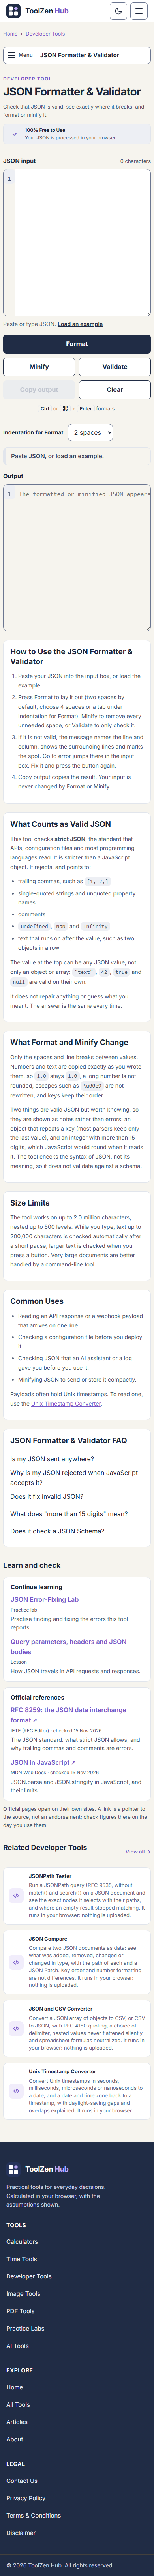 ToolZen Hub
Home › Developer Tools
Menu | JSON Formatter & Validator
DEVELOPER TOOL
JSON Formatter & Validator
Check that JSON is valid, see exactly where it breaks, and
format or minify it.
✓ 100% Free to Use
Your JSON is processed in your browser
JSON input 0 characters
1
Paste or type JSON. Load an example
Format
Minify Validate
Copy output Clear
Ctrl or ⌘ + Enter formats.
Indentation for Format 2 spaces
Paste JSON, or load an example.
Output
1 The formatted or minified JSON appears
How to Use the JSON Formatter &
Validator
1. Paste your JSON into the input box, or load the
example.
2. Press Format to lay it out (two spaces by
default; choose 4 spaces or a tab under
Indentation for Format), Minify to remove every
unneeded space, or Validate to only check it.
3. If it is not valid, the message names the line and
column, shows the surrounding lines and marks
the spot. Go to error jumps there in the input
box. Fix it and press the button again.
4. Copy output copies the result. Your input is
never changed by Format or Minify.
What Counts as Valid JSON
This tool checks strict JSON, the standard that
APIs, configuration files and most programming
languages read. It is stricter than a JavaScript
object. It rejects, and points to:
• trailing commas, such as [1, 2,]
• single-quoted strings and unquoted property
names
• comments
• undefined, NaN and Infinity
• text that runs on after the value, such as two
objects in a row
The value at the top can be any JSON value, not
only an object or array: "text", 42, true and
null are valid on their own.
It does not repair anything or guess what you
meant. The answer is the same every time.
What Format and Minify Change
Only the spaces and line breaks between values.
Numbers and text are copied exactly as you wrote
them, so 1.0 stays 1.0, a long number is not
rounded, escapes such as \u00e9 are not
rewritten, and keys keep their order.
Two things are valid JSON but worth knowing, so
they are shown as notes rather than errors: an
object that repeats a key (most parsers keep only
the last value), and an integer with more than 15
digits, which JavaScript would round when it reads
it. The tool checks the syntax of JSON, not its
meaning, so it does not validate against a schema.
Size Limits
The tool works on up to 2.0 million characters,
nested up to 500 levels. While you type, text up to
200,000 characters is checked automatically after
a short pause; larger text is checked when you
press a button. Very large documents are better
handled by a command-line tool.
Common Uses
• Reading an API response or a webhook payload
that arrives on one line.
• Checking a configuration file before you deploy
it.
• Checking JSON that an AI assistant or a log
gave you before you use it.
• Minifying JSON to send or store it compactly.
Payloads often hold Unix timestamps. To read one,
use the Unix Timestamp Converter.
JSON Formatter & Validator FAQ
Is my JSON sent anywhere?
Why is my JSON rejected when JavaScript
accepts it?
Does it fix invalid JSON?
What does "more than 15 digits" mean?
Does it check a JSON Schema?
Learn and check
Continue learning
JSON Error-Fixing Lab
Practice lab
Practise finding and fixing the errors this tool
reports.
Query parameters, headers and JSON
bodies
Lesson
How JSON travels in API requests and responses.
Official references
RFC 8259: the JSON data interchange
format ↗
IETF (RFC Editor) · checked 15 Nov 2026
The JSON standard: what strict JSON allows, and
why trailing commas and comments are errors.
JSON in JavaScript ↗
MDN Web Docs · checked 15 Nov 2026
JSON.parse and JSON.stringify in JavaScript, and
their limits.
Official pages open on their own sites. A link is a pointer to
the source, not an endorsement; check figures there on the
day you use them.
Related Developer Tools View all →
JSONPath Tester
Run a JSONPath query (RFC 9535, without
match() and search()) on a JSON document and
see the exact nodes it selects with their paths,
and where an empty result stopped matching. It
runs in your browser: nothing is uploaded.
JSON Compare
Compare two JSON documents as data: see
what was added, removed, changed or
changed in type, with the path of each and a
JSON Patch. Key order and number formatting
are not differences. It runs in your browser:
nothing is uploaded.
JSON and CSV Converter
Convert a JSON array of objects to CSV, or CSV
to JSON, with RFC 4180 quoting, a choice of
delimiter, nested values never flattened silently
and spreadsheet formulas neutralized. It runs in
your browser: nothing is uploaded.
Unix Timestamp Converter
Convert Unix timestamps in seconds,
milliseconds, microseconds or nanoseconds to
a date, and a date and time zone back to a
timestamp, with daylight-saving gaps and
overlaps explained. It runs in your browser.
ToolZen Hub
Practical tools for everyday decisions.
Calculated in your browser, with the
assumptions shown.
TOOLS
Calculators
Time Tools
Developer Tools
Image Tools
PDF Tools
Practice Labs
AI Tools
EXPLORE
Home
All Tools
Articles
About
LEGAL
Contact Us
Privacy Policy
Terms & Conditions
Disclaimer
© 2026 ToolZen Hub. All rights reserved.